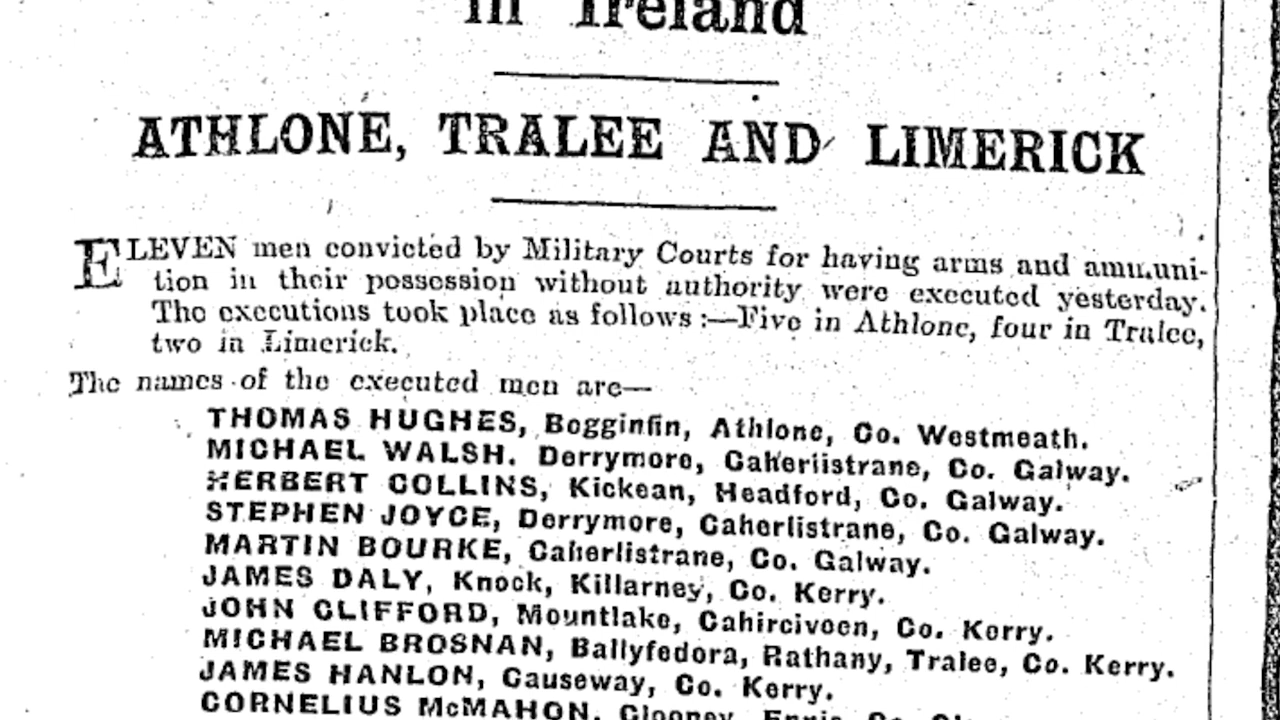 in Ireland
ATHLONE, TRALEE AND LIMERICK
ELEVEN men convicted by Military Courts for having arms and ammuni-
tion in their possession without authority were executed yesterday.
The executions took place as follows:—Five in Athlone, four in Tralee,
two in Limerick.
The names of the executed men are—
THOMAS HUGHES, Bogginfin, Athlone, Co. Westmeath.
MICHAEL WALSH. Derrymore, Caherlistrane, Co. Galway.
HERBERT COLLINS, Kickean, Headford, Co. Galway.
STEPHEN JOYCE, Derrymore, Caherlistrane, Co. Galway.
MARTIN BOURKE, Caherlistrane, Co. Galway.
JAMES DALY, Knock, Killarney, Co. Kerry.
JOHN CLIFFORD, Mountlake, Cahirciveen, Co. Kerry.
MICHAEL BROSNAN, Ballyfedora, Rathany, Tralee, Co. Kerry.
JAMES HANLON, Causeway, Co. Kerry.
CORNELIUS McMAHON, Clooney, Ennis, Co.